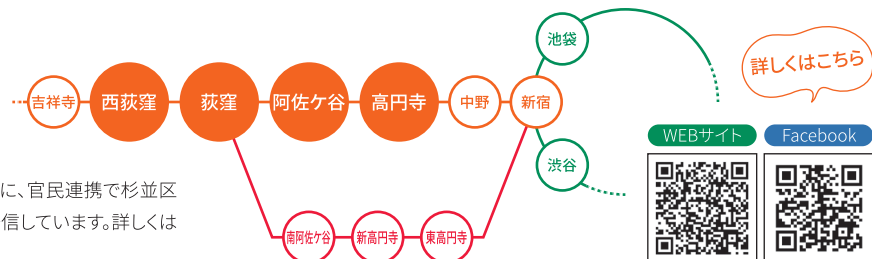 池袋
詳しくはこちら
吉祥寺
西荻窪
荻窪
阿佐ケ谷
高円寺
中野
新宿
WEBサイト
Facebook
渋谷
に、官民連携で杉並区
信しています。詳しくは
南阿佐ケ谷
新高円寺
東高円寺